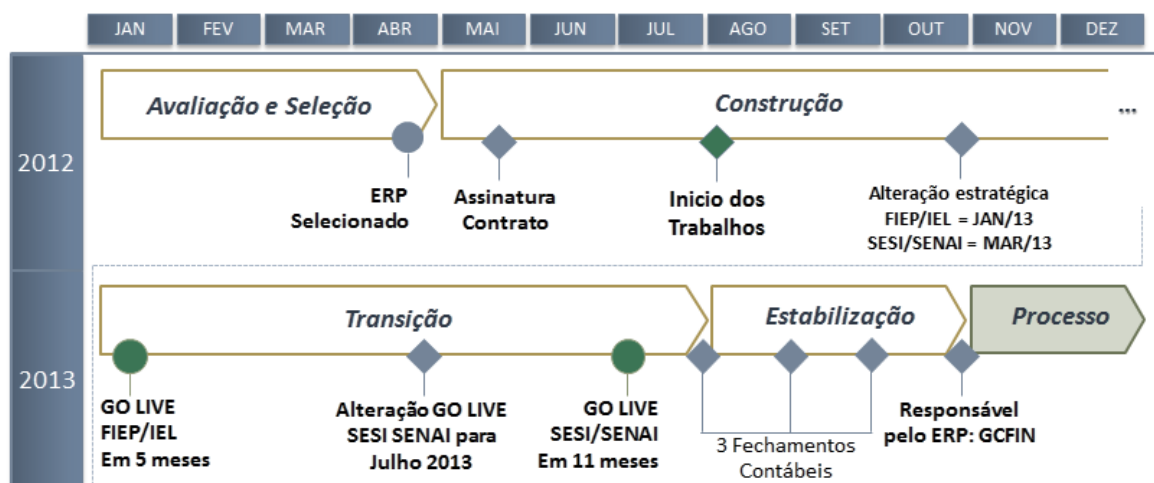 JAN FEV MAR ABR MAI JUN JUL AGO SET OUT NOV DEZ
2012
Avaliação e Seleção
Construção
...
ERP
Selecionado
Assinatura
Contrato
Inicio dos
Trabalhos
Alteração estratégica
FIEP/IEL = JAN/13
SESI/SENAI = MAR/13
2013
Transição
Estabilização
Processo
GO LIVE
FIEP/IEL
Em 5 meses
Alteração GO LIVE
SESI SENAI para
Julho 2013
GO LIVE
SESI/SENAI
Em 11 meses
3 Fechamentos
Contábeis
Responsável
pelo ERP: GCFIN